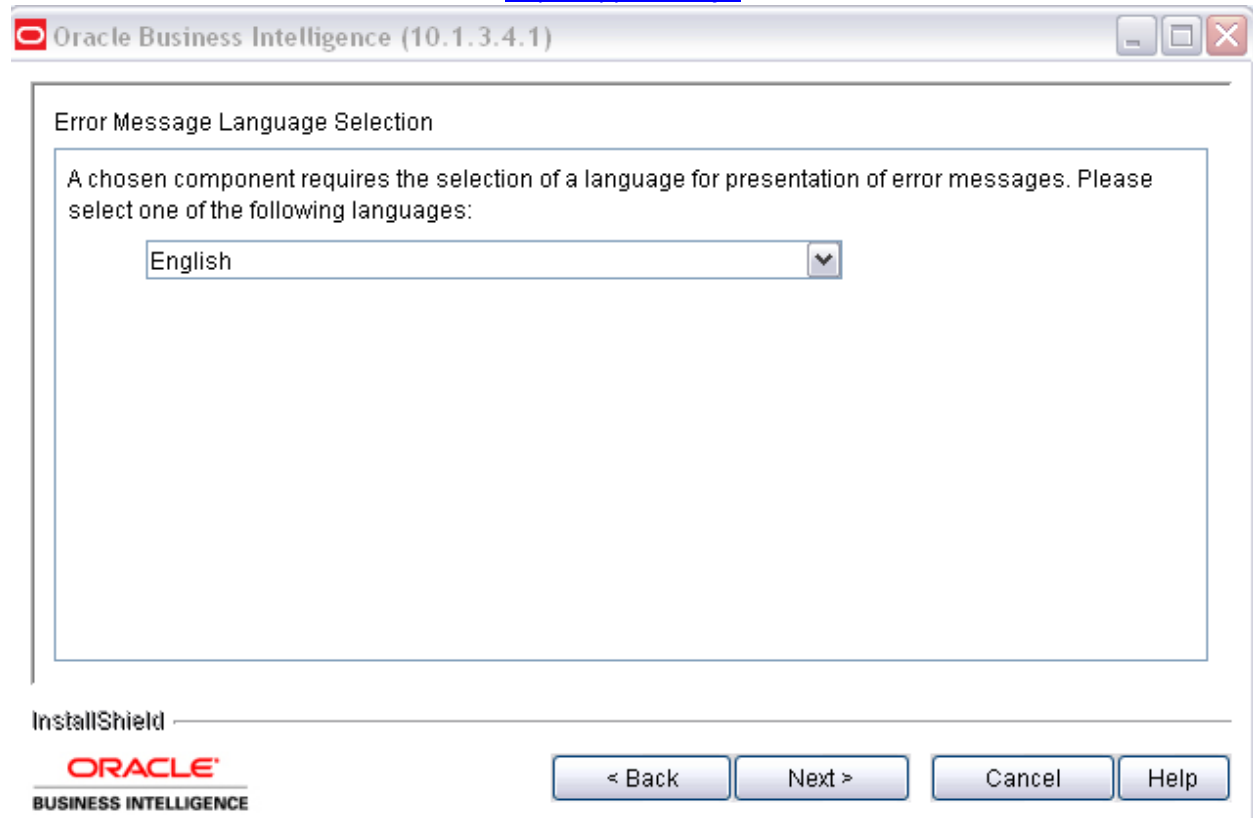 Oracle Business Intelligence (10.1.3.4.1)
Error Message Language Selection
A chosen component requires the selection of a language for presentation of error messages. Please
select one of the following languages:
English
InstallShield
ORACLE
BUSINESS INTELLIGENCE
< Back
Next >
Cancel
Help